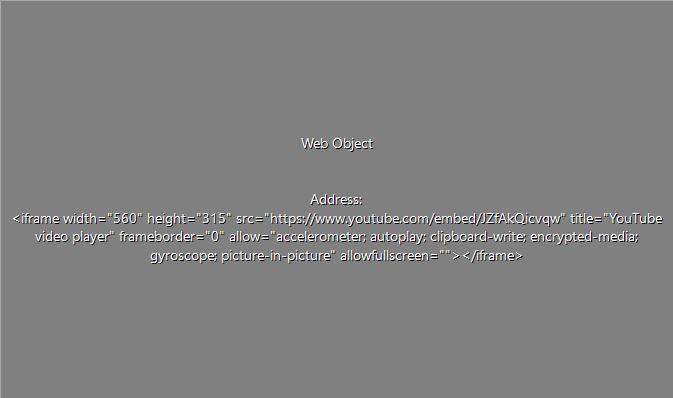 Web Object
Address:
<iframe width="560" height="315" src="https://www.youtube.com/embed/JZfAkQicvqw" title="YouTube
video player" frameborder="0" allow="accelerometer; autoplay; clipboard-write; encrypted-media;
gyroscope; picture-in-picture" allowfullscreen=""></iframe>